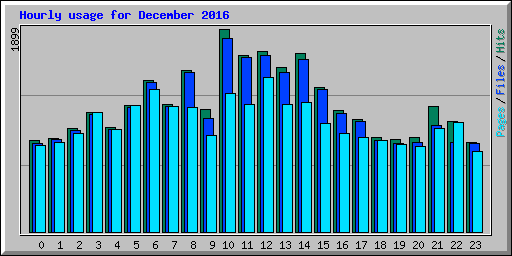 Hourly usage for December 2016
1899
Pages/Files/Hits
0 1 2 3 4 5 6 7 8 9 10 11 12 13 14 15 16 17 18 19 20 21 22 23